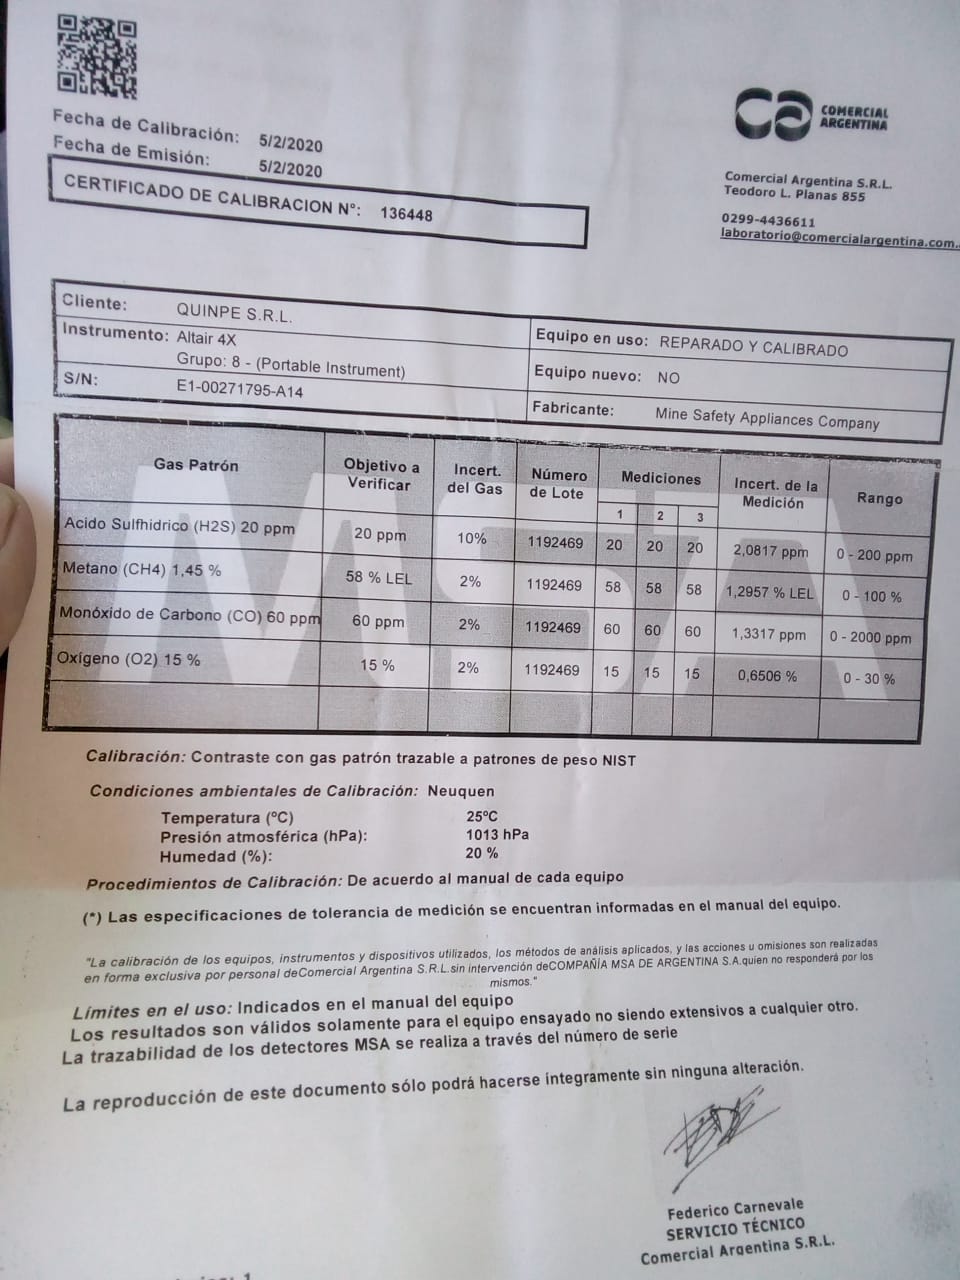 Fecha de Calibración: 5/2/2020
Fecha de Emisión: 5/2/2020
CERTIFICADO DE CALIBRACION N°: 136448
ca COMERCIAL
ARGENTINA
Comercial Argentina S.R.L.
Teodoro L. Planas 855
0299-4436611
laboratorio@comercialargentina.com.
Cliente: QUINPE S.R.L.
Instrumento: Altair 4X
Grupo: 8 - (Portable Instrument)
S/N: E1-00271795-A14
Equipo en uso: REPARADO Y CALIBRADO
Equipo nuevo: NO
Fabricante: Mine Safety Appliances Company
MSA
Gas Patrón Objetivo a Verificar Incert. del Gas Número de Lote Mediciones Incert. de la Medición Rango
1 2 3
Acido Sulfhidrico (H2S) 20 ppm 20 ppm 10% 1192469 20 20 20 2,0817 ppm 0 - 200 ppm
Metano (CH4) 1,45 % 58 % LEL 2% 1192469 58 58 58 1,2957 % LEL 0 - 100 %
Monóxido de Carbono (CO) 60 ppm 60 ppm 2% 1192469 60 60 60 1,3317 ppm 0 - 2000 ppm
Oxígeno (O2) 15 % 15 % 2% 1192469 15 15 15 0,6506 % 0 - 30 %
Calibración: Contraste con gas patrón trazable a patrones de peso NIST
Condiciones ambientales de Calibración: Neuquen
Temperatura (ºC) 25ºC
Presión atmosférica (hPa): 1013 hPa
Humedad (%): 20 %
Procedimientos de Calibración: De acuerdo al manual de cada equipo
(*) Las especificaciones de tolerancia de medición se encuentran informadas en el manual del equipo.
"La calibración de los equipos, instrumentos y dispositivos utilizados, los métodos de análisis aplicados, y las acciones u omisiones son realizadas
en forma exclusiva por personal deComercial Argentina S.R.L.sin intervención deCOMPAÑÍA MSA DE ARGENTINA S.A.quien no responderá por los
mismos."
Límites en el uso: Indicados en el manual del equipo
Los resultados son válidos solamente para el equipo ensayado no siendo extensivos a cualquier otro.
La trazabilidad de los detectores MSA se realiza a través del número de serie
La reproducción de este documento sólo podrá hacerse íntegramente sin ninguna alteración.
Federico Carnevale
SERVICIO TÉCNICO
Comercial Argentina S.R.L.